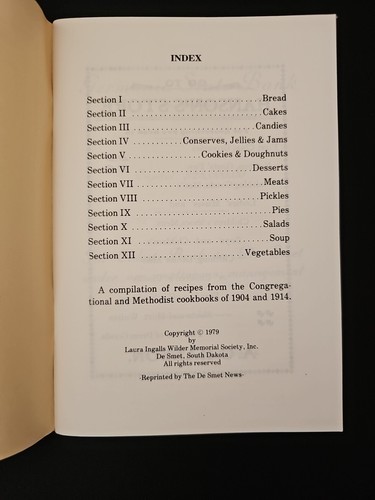 INDEX
Section I ........................... Bread
Section II ........................... Cakes
Section III ......................... Candies
Section IV ........... Conserves, Jellies & Jams
Section V ............... Cookies & Doughnuts
Section VI ........................ Desserts
Section VII .......................... Meats
Section VIII ......................... Pickles
Section IX ........................... Pies
Section X .......................... Salads
Section XI ........................... Soup
Section XII ...................... Vegetables
A compilation of recipes from the Congrega-
tional and Methodist cookbooks of 1904 and 1914.
Copyright © 1979
by
Laura Ingalls Wilder Memorial Society, Inc.
De Smet, South Dakota
All rights reserved
-Reprinted by The De Smet News-